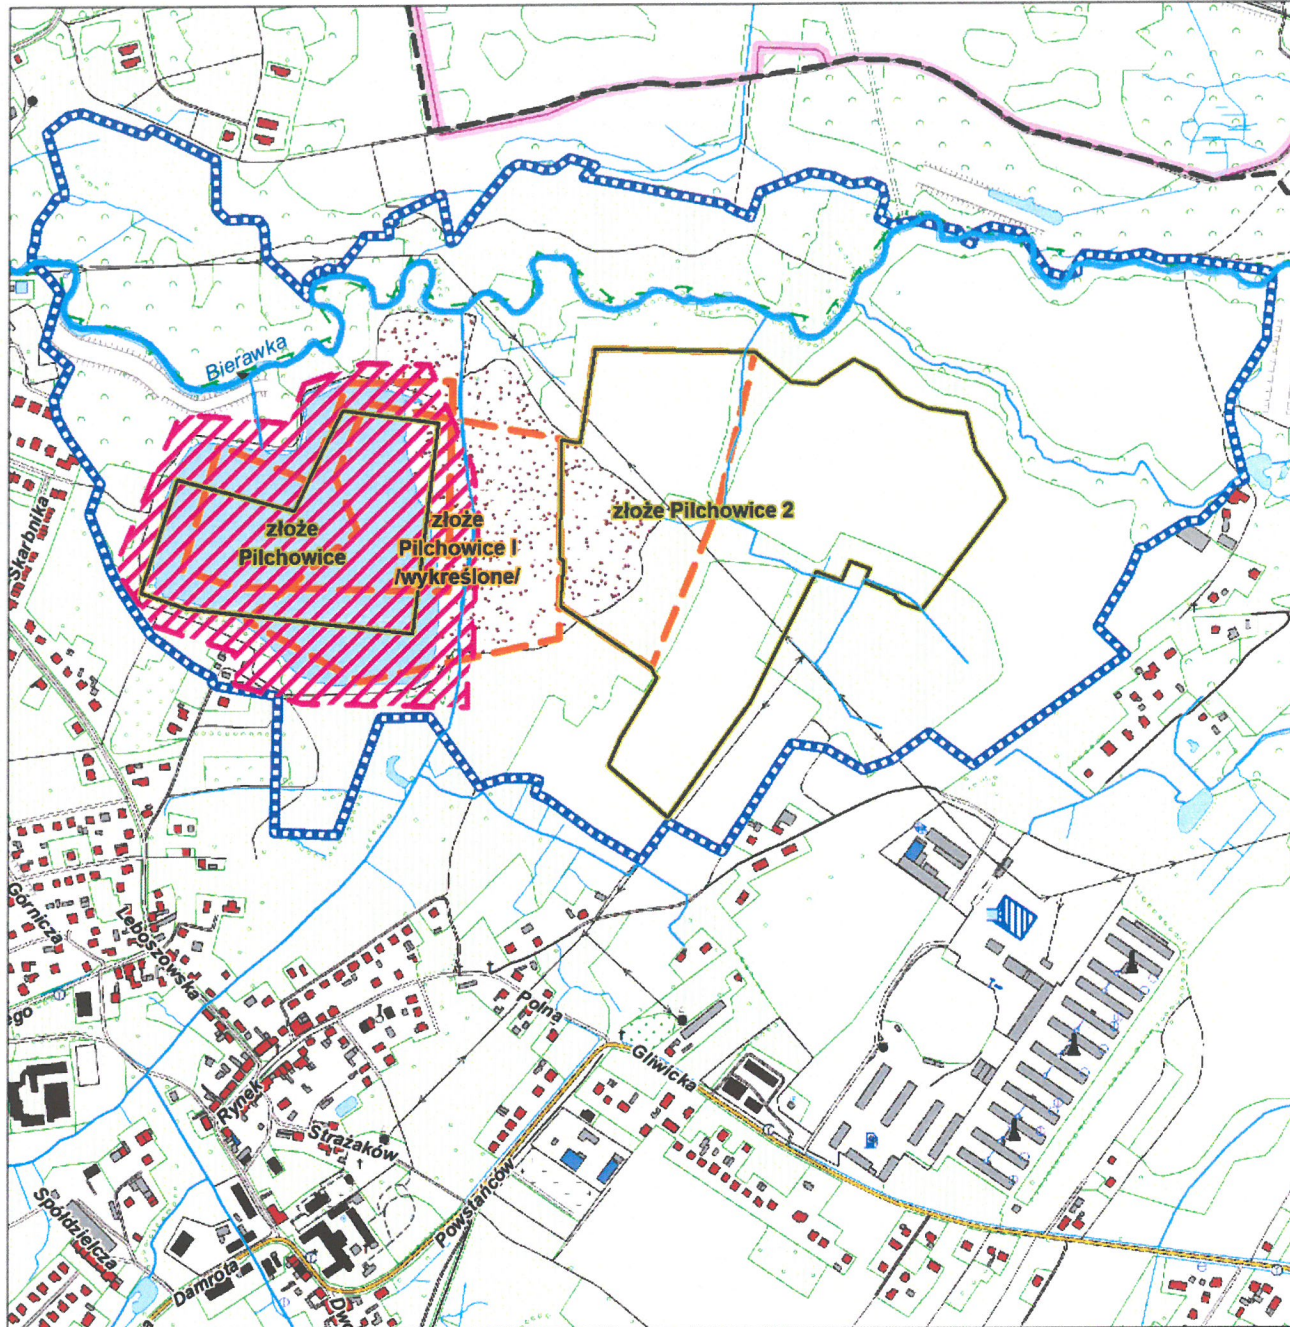 Bierawka
złoże
Pilchowice
złoże
Pilchowice I
/wykreślone/
złoże Pilchowice 2
Skarbnika
Górnicza
Leboszowska
ego
Polna
Gliwicka
Rynek
Strażaków
Powstańców
Spółdzielcza
Damrota
Dwo